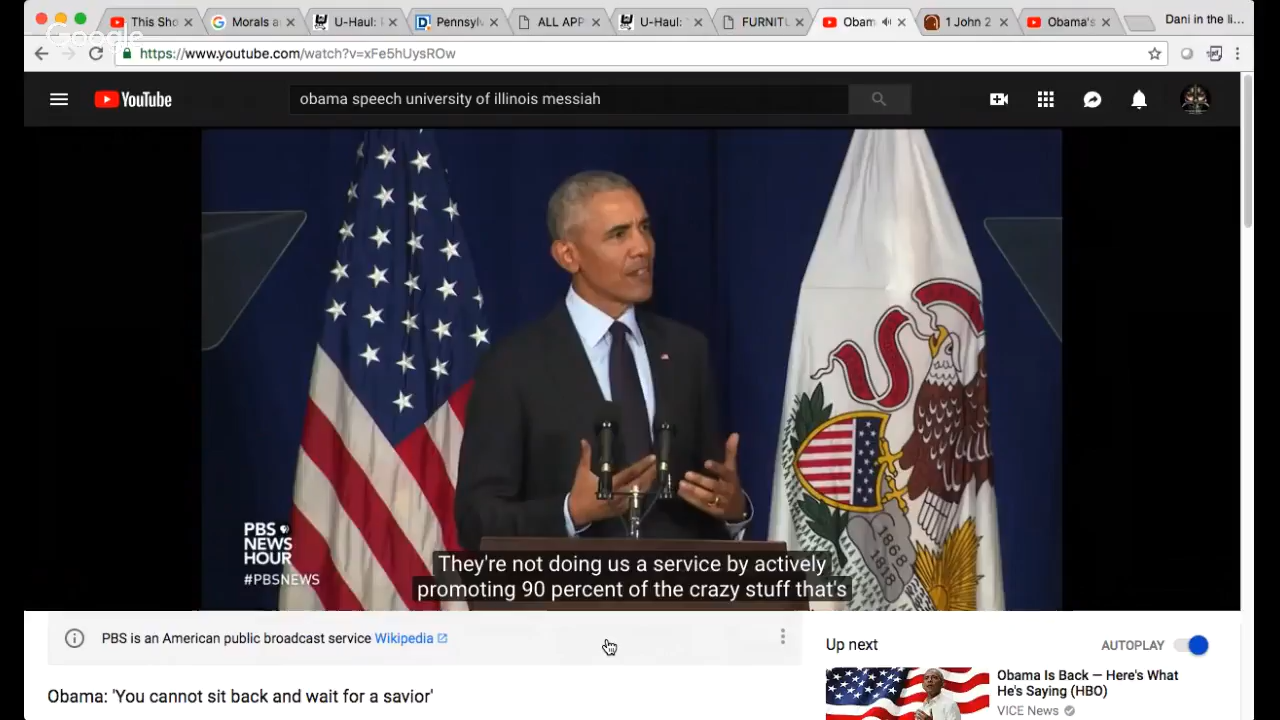 This Sho
Morals a
U-Haul:
Pennsylv
ALL APP
U-Haul:
FURNITU
Obam
1 John 2
Obama's
Dani in the li...
Google
https://www.youtube.com/watch?v=xFe5hUysROw
YouTube
obama speech university of illinois messiah
1868
1818
PBS
NEWS
HOUR
#PBSNEWS
They're not doing us a service by actively
promoting 90 percent of the crazy stuff that's
PBS is an American public broadcast service Wikipedia
Obama: 'You cannot sit back and wait for a savior'
Up next
AUTOPLAY
Obama Is Back — Here's What
He's Saying (HBO)
VICE News